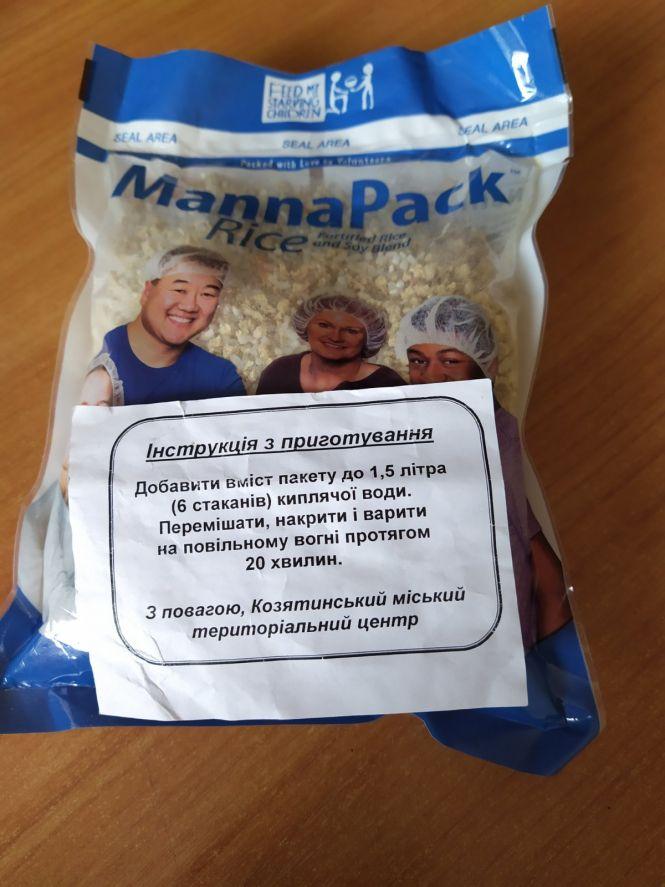 FEED MY
STARVING
CHILDREN
SEAL AREA SEAL AREA SEAL AREA
Packed with Love by Volunteers
MannaPack™
Rice Fortified Rice
and Soy Blend
Інструкція з приготування
Добавити вміст пакету до 1,5 літра
(6 стаканів) киплячої води.
Перемішати, накрити і варити
на повільному вогні протягом
20 хвилин.
З повагою, Козятинський міський
територіальний центр